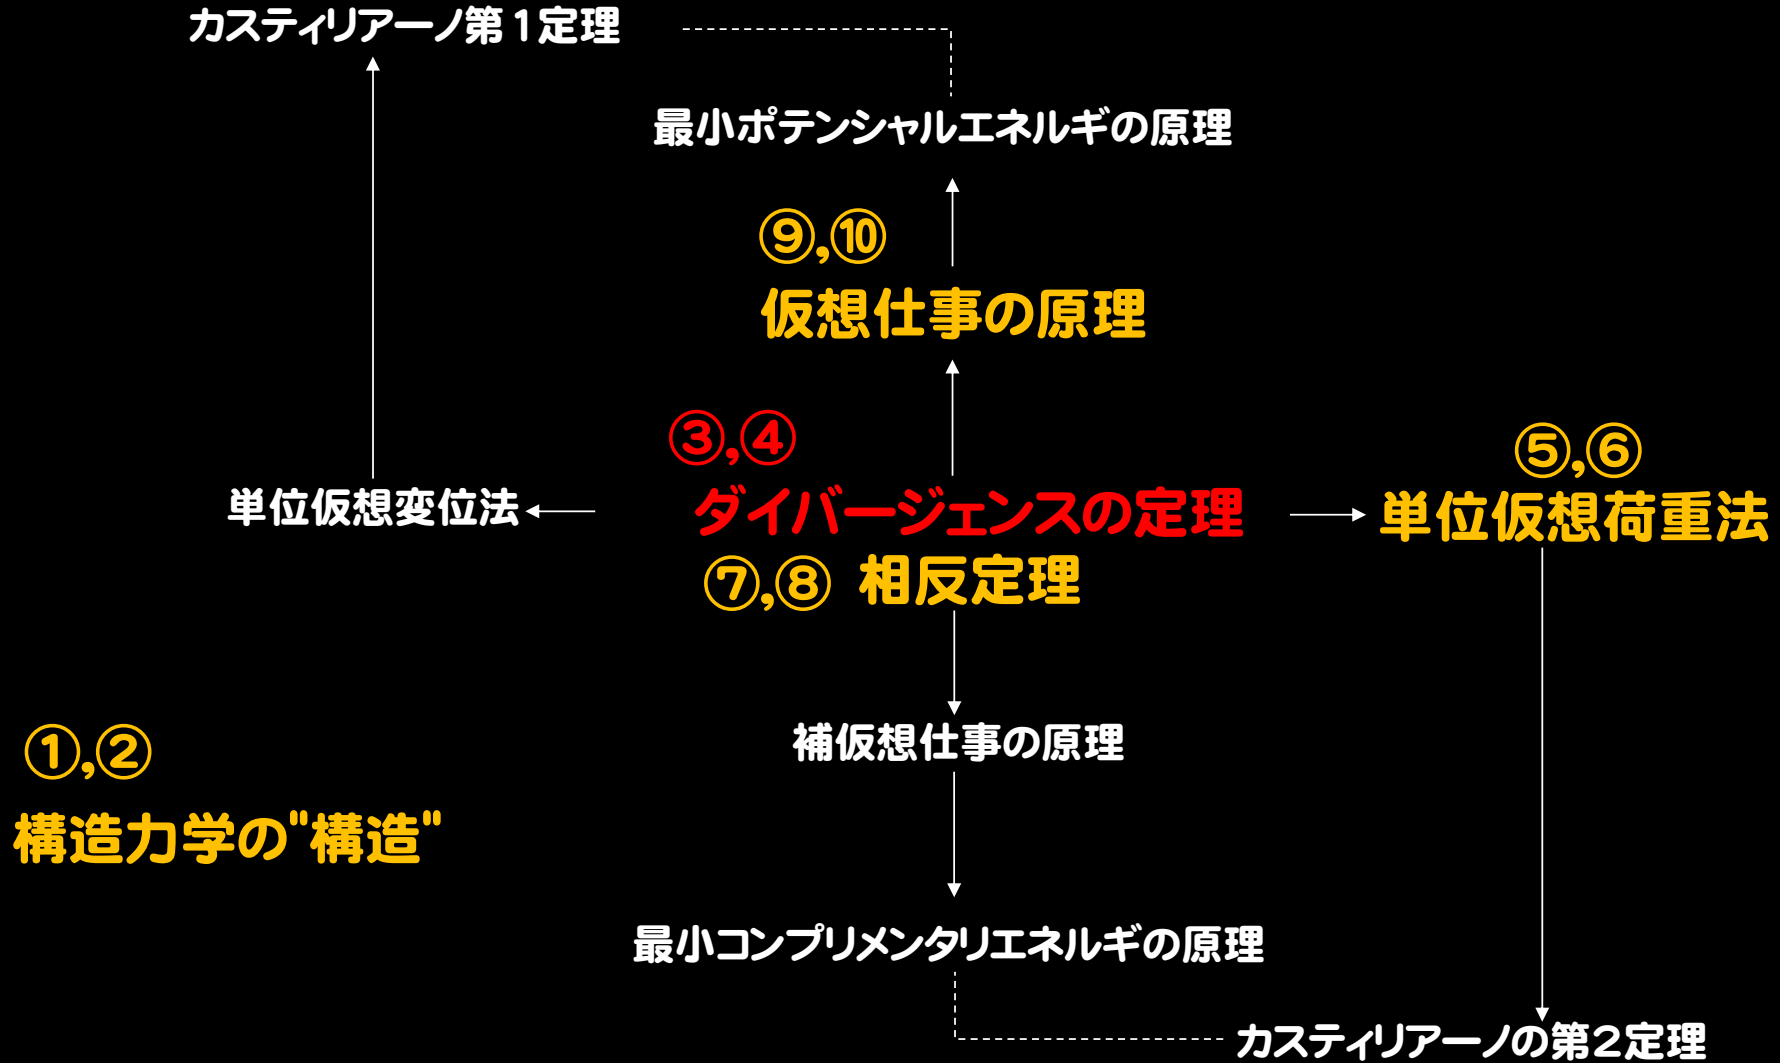 カスティリアーノ第１定理
最小ポテンシャルエネルギの原理
⑨,⑩
仮想仕事の原理
③,④
ダイバージェンスの定理
⑦,⑧ 相反定理
単位仮想変位法
⑤,⑥
単位仮想荷重法
補仮想仕事の原理
①,②
構造力学の"構造"
最小コンプリメンタリエネルギの原理
カスティリアーノの第２定理